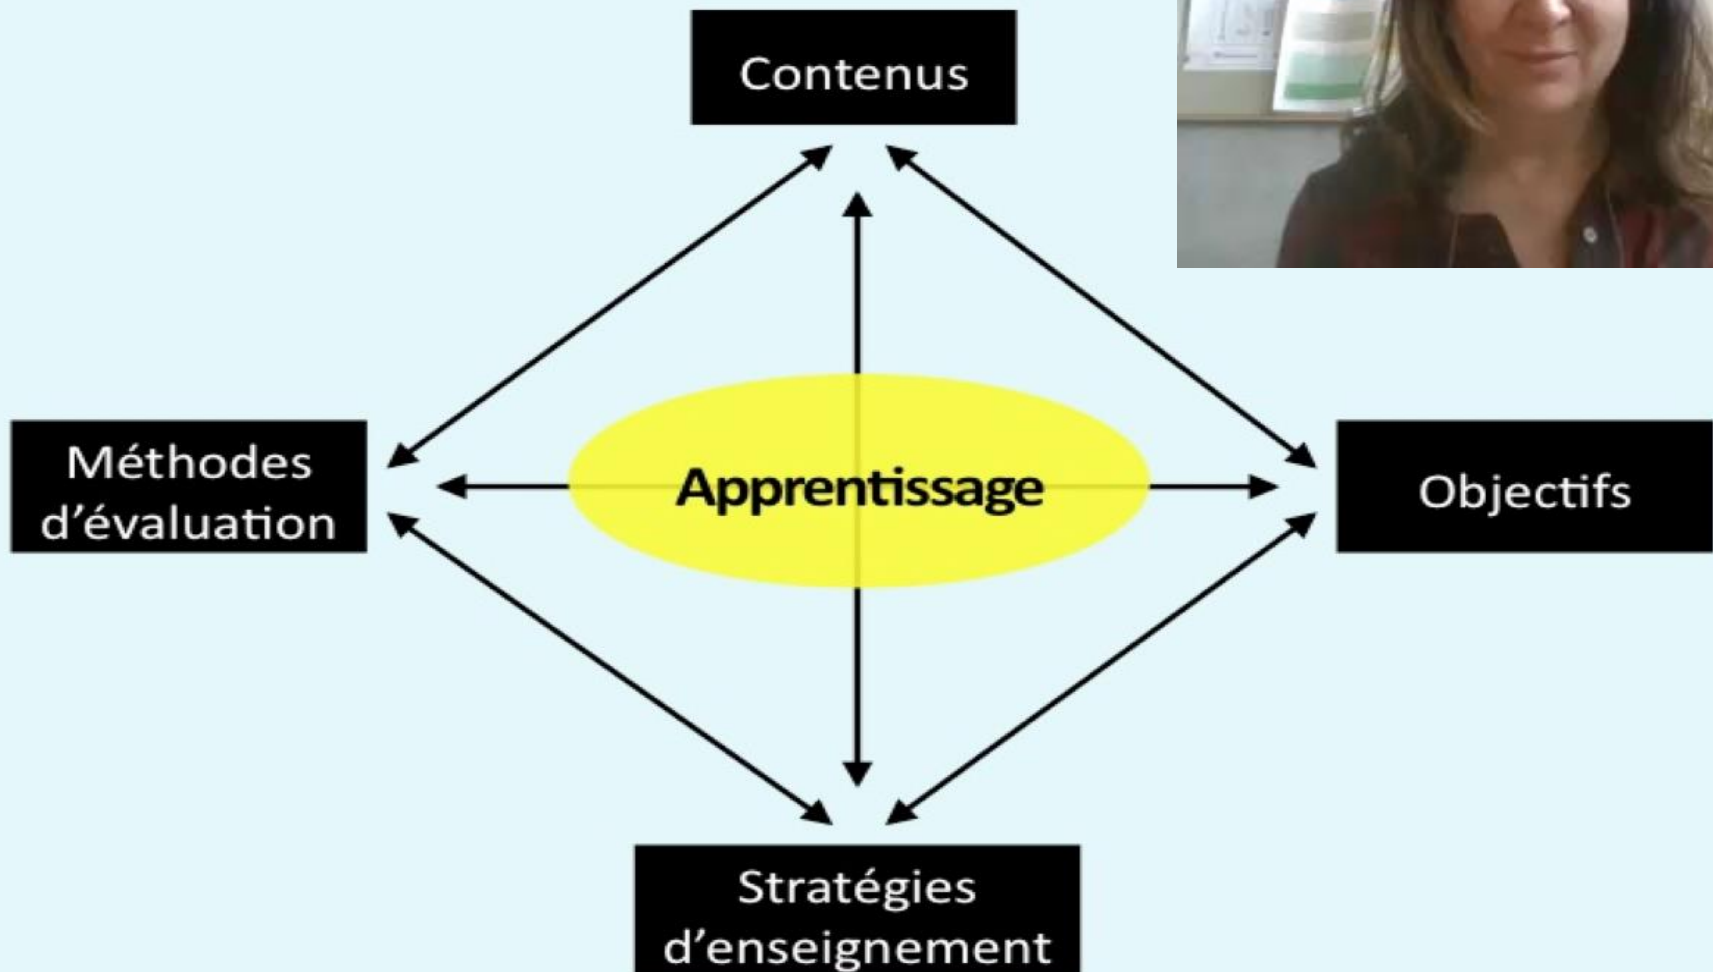 Contenus
Méthodes
d'évaluation
Apprentissage
Objectifs
Stratégies
d'enseignement